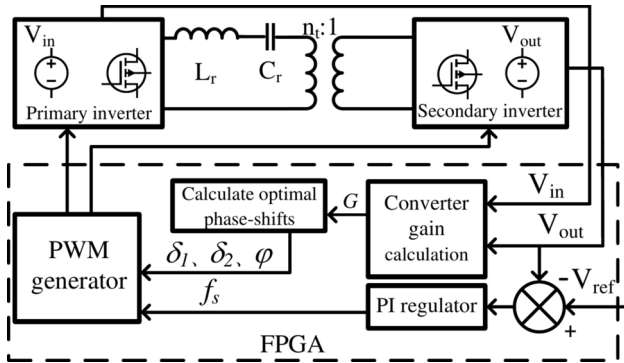 V_in
Primary inverter
L_r
C_r
n_t:1
V_out
Secondary inverter
V_in
V_out
Calculate optimal
phase-shifts
G
Converter
gain
calculation
PWM
generator
δ_1、δ_2、φ
f_s
PI regulator
-V_ref
+
FPGA